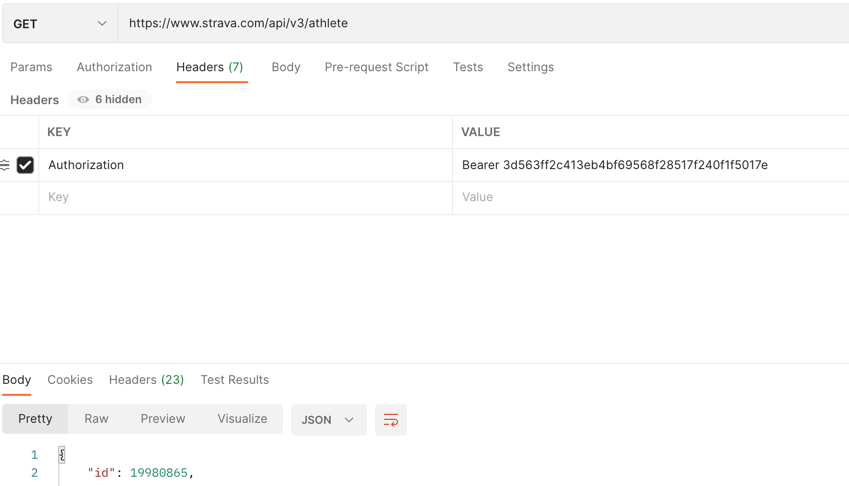 GET https://www.strava.com/api/v3/athlete
Params Authorization Headers (7) Body Pre-request Script Tests Settings
Headers 6 hidden
KEY VALUE
Authorization Bearer 3d563ff2c413eb4bf69568f28517f240f1f5017e
Key Value
Body Cookies Headers (23) Test Results
Pretty Raw Preview Visualize JSON
1 {
2 "id": 19980865,